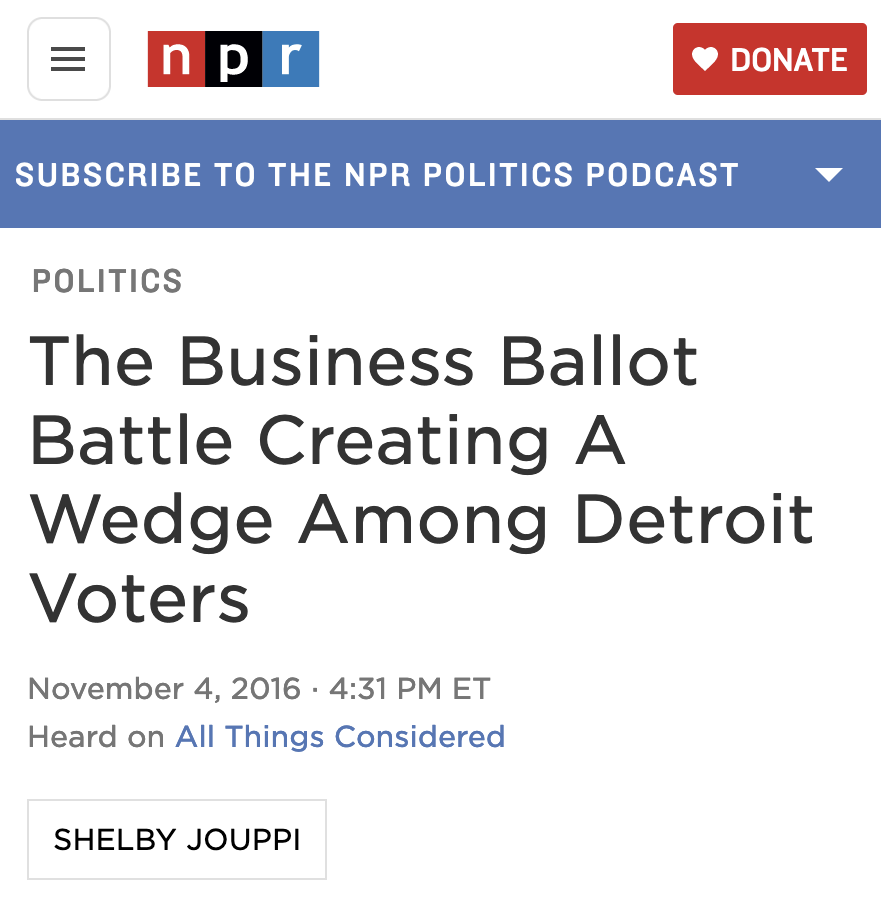 npr
DONATE
SUBSCRIBE TO THE NPR POLITICS PODCAST
POLITICS
The Business Ballot
Battle Creating A
Wedge Among Detroit
Voters
November 4, 2016 · 4:31 PM ET
Heard on All Things Considered
SHELBY JOUPPI